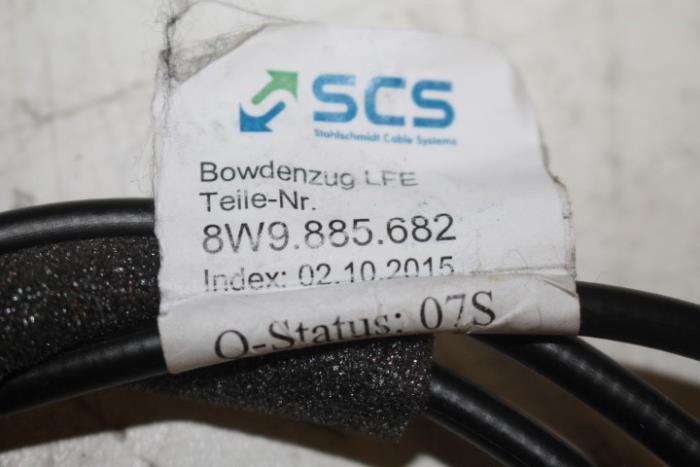 SCS
Stahlschmidt Cable Systems
Bowdenzug LFE
Teile-Nr.
8W9.885.682
Index: 02.10.2015
Q-Status: 07S